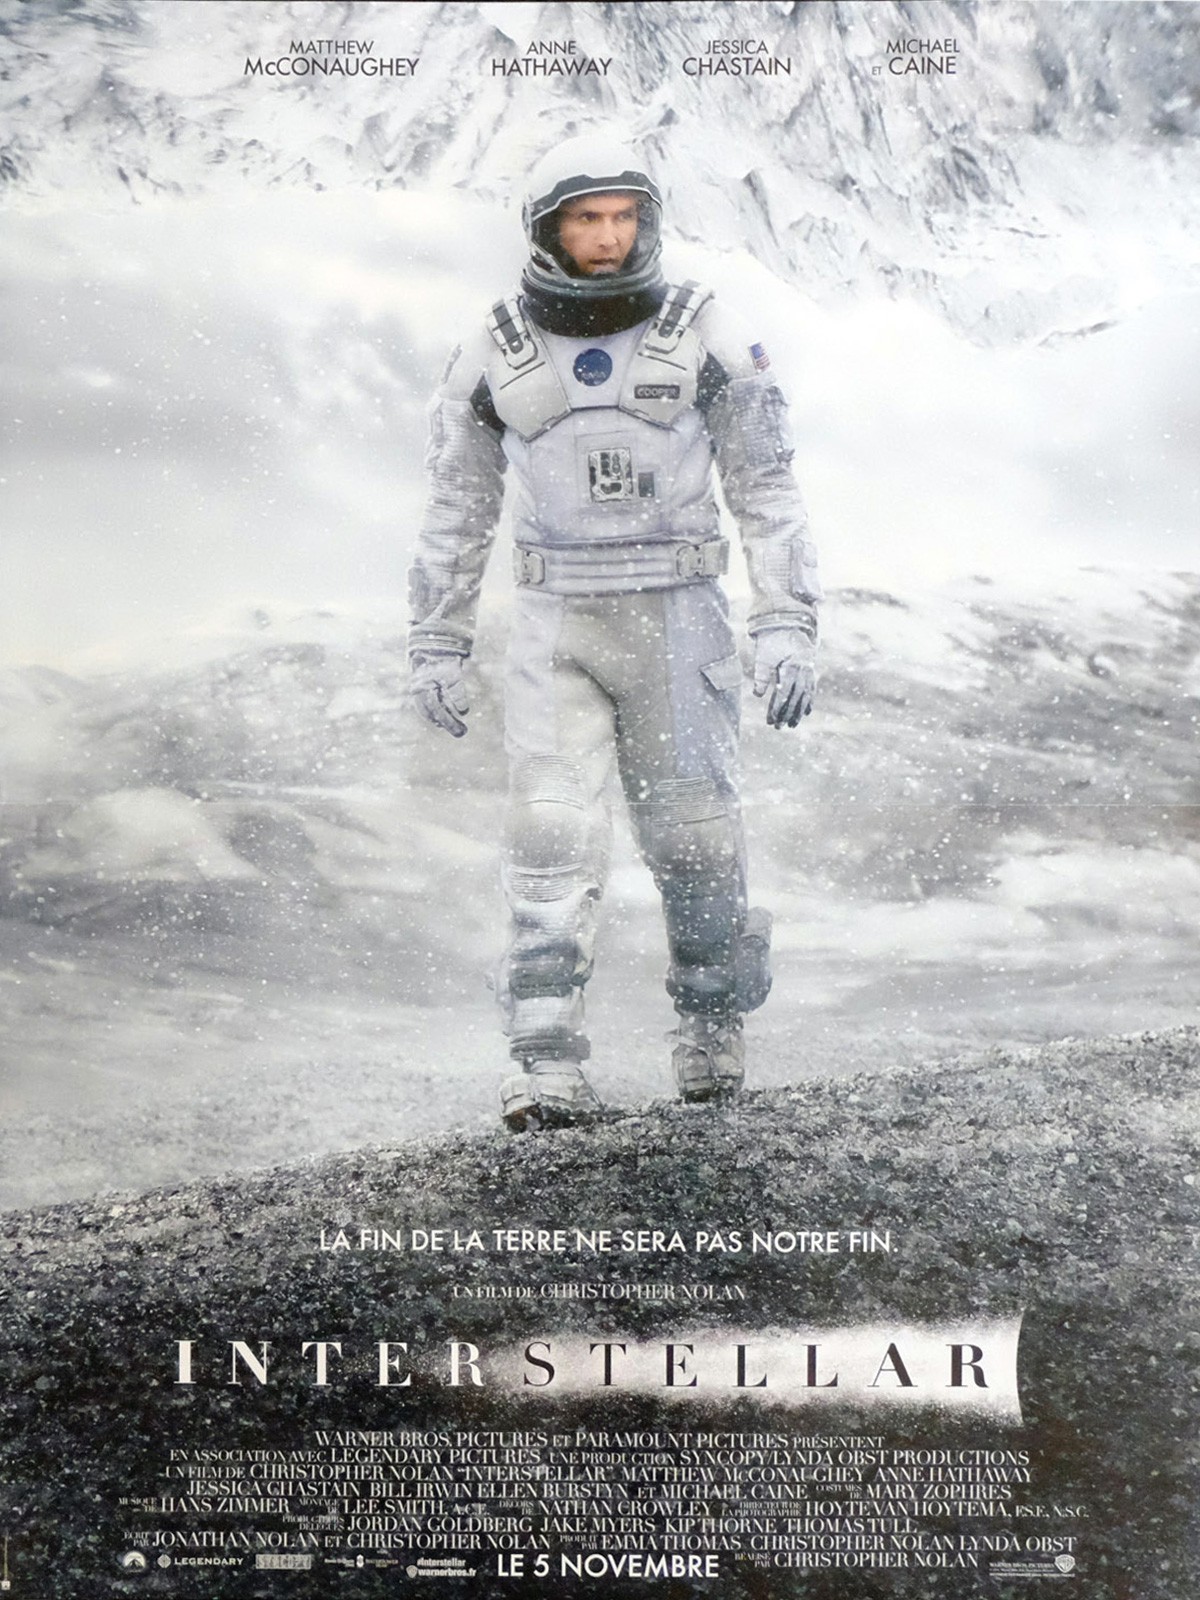 MATTHEW McCONAUGHEY
ANNE HATHAWAY
JESSICA CHASTAIN
ET MICHAEL CAINE
NASA
COOPER
LA FIN DE LA TERRE NE SERA PAS NOTRE FIN.
UN FILM DE CHRISTOPHER NOLAN
INTERSTELLAR
WARNER BROS. PICTURES ET PARAMOUNT PICTURES PRÉSENTENT
EN ASSOCIATION AVEC LEGENDARY PICTURES UNE PRODUCTION SYNCOPY/LYNDA OBST PRODUCTIONS
UN FILM DE CHRISTOPHER NOLAN "INTERSTELLAR" MATTHEW McCONAUGHEY ANNE HATHAWAY
JESSICA CHASTAIN BILL IRWIN ELLEN BURSTYN ET MICHAEL CAINE COSTUMES DE MARY ZOPHRES
MUSIQUE DE HANS ZIMMER MONTAGE DE LEE SMITH, A.C.E. DÉCORS DE NATHAN CROWLEY DIRECTEUR DE LA PHOTOGRAPHIE HOYTE VAN HOYTEMA, F.S.F., N.S.C.
PRODUCTEURS DÉLÉGUÉS JORDAN GOLDBERG JAKE MYERS KIP THORNE THOMAS TULL
ÉCRIT PAR JONATHAN NOLAN ET CHRISTOPHER NOLAN PRODUIT PAR EMMA THOMAS CHRISTOPHER NOLAN LYNDA OBST
LEGENDARY #Interstellar warnerbros.fr LE 5 NOVEMBRE RÉALISÉ PAR CHRISTOPHER NOLAN